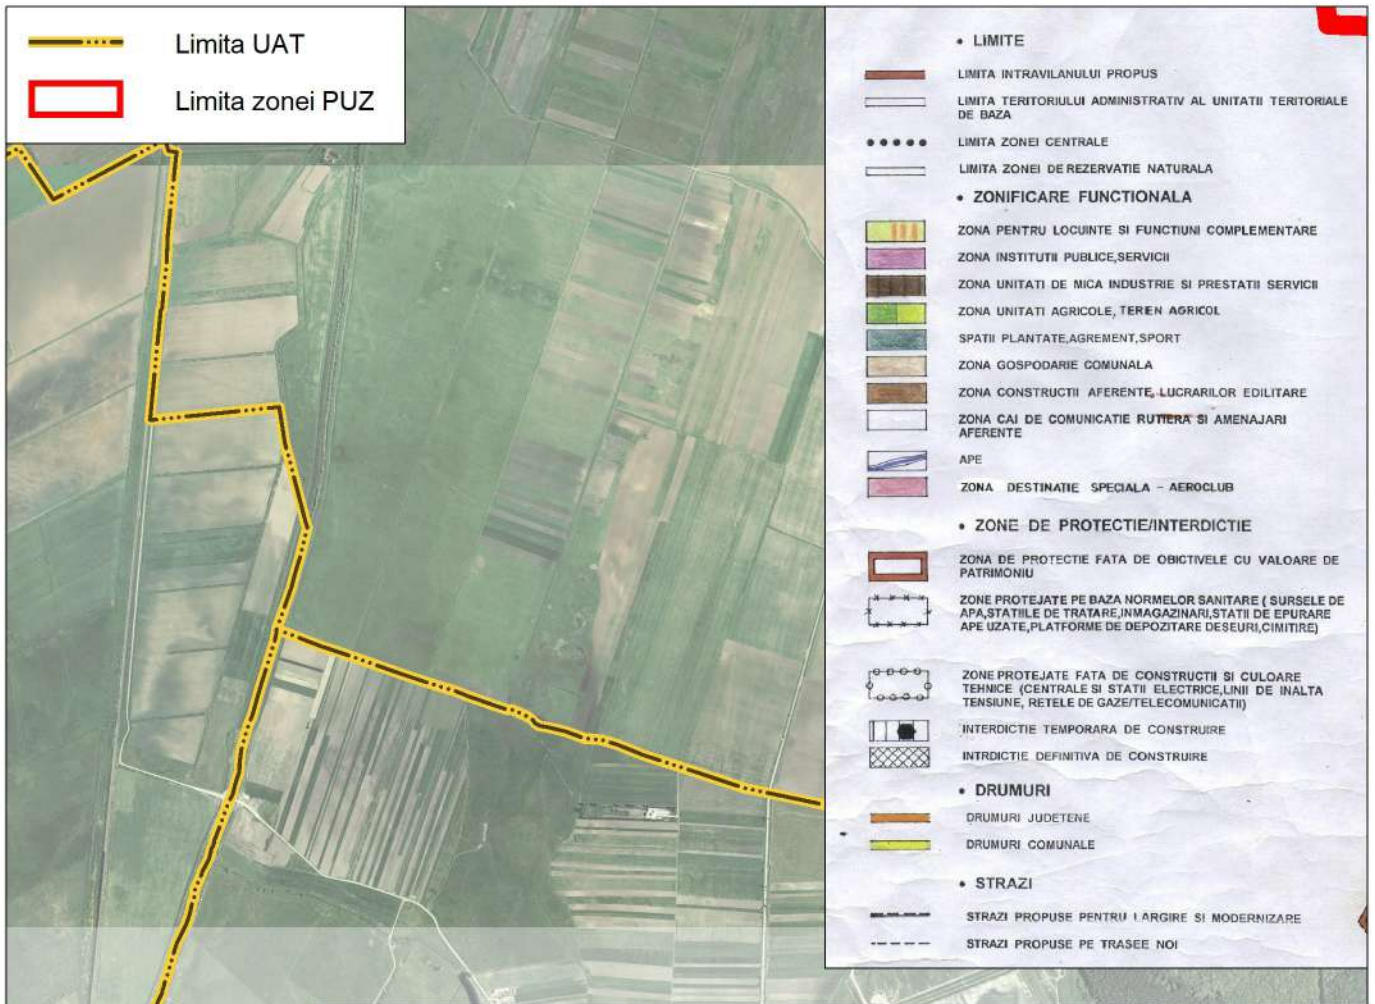 Limita UAT
Limita zonei PUZ
• LIMITE
LIMITA INTRAVILANULUI PROPUS
LIMITA TERITORIULUI ADMINISTRATIV AL UNITATII TERITORIALE
DE BAZA
LIMITA ZONEI CENTRALE
LIMITA ZONEI DE REZERVATIE NATURALA
• ZONIFICARE FUNCTIONALA
ZONA PENTRU LOCUINTE SI FUNCTIUNI COMPLEMENTARE
ZONA INSTITUTII PUBLICE,SERVICII
ZONA UNITATI DE MICA INDUSTRIE SI PRESTATII SERVICII
ZONA UNITATI AGRICOLE, TEREN AGRICOL
SPATII PLANTATE,AGREMENT,SPORT
ZONA GOSPODARIE COMUNALA
ZONA CONSTRUCTII AFERENTE, LUCRARILOR EDILITARE
ZONA CAI DE COMUNICATIE RUTIERA SI AMENAJARI
AFERENTE
APE
ZONA DESTINATIE SPECIALA - AEROCLUB
• ZONE DE PROTECTIE/INTERDICTIE
ZONA DE PROTECTIE FATA DE OBICTIVELE CU VALOARE DE
PATRIMONIU
ZONE PROTEJATE PE BAZA NORMELOR SANITARE ( SURSELE DE
APA,STATIILE DE TRATARE,INMAGAZINARI,STATII DE EPURARE
APE UZATE,PLATFORME DE DEPOZITARE DESEURI,CIMITIRE)
ZONE PROTEJATE FATA DE CONSTRUCTII SI CULOARE
TEHNICE (CENTRALE SI STATII ELECTRICE,LINII DE INALTA
TENSIUNE, RETELE DE GAZE/TELECOMUNICATII)
INTERDICTIE TEMPORARA DE CONSTRUIRE
INTRDICTIE DEFINITIVA DE CONSTRUIRE
• DRUMURI
DRUMURI JUDETENE
DRUMURI COMUNALE
• STRAZI
STRAZI PROPUSE PENTRU LARGIRE SI MODERNIZARE
STRAZI PROPUSE PE TRASEE NOI